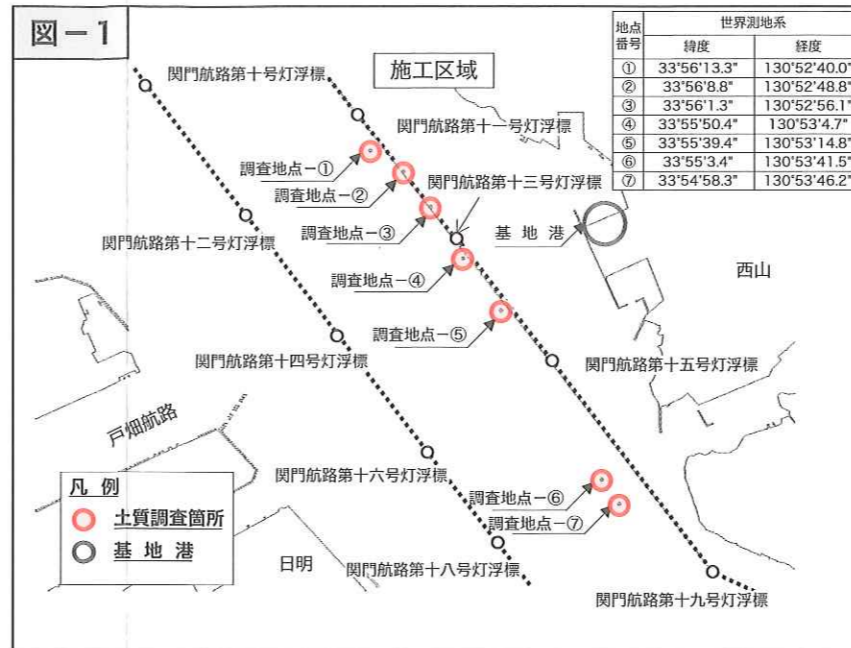 図－1
施工区域
地点番号 世界測地系
緯度 経度
① 33°56'13.3" 130°52'40.0"
② 33°56'8.8" 130°52'48.8"
③ 33°56'1.3" 130°52'56.1"
④ 33°55'50.4" 130°53'4.7"
⑤ 33°55'39.4" 130°53'14.8"
⑥ 33°55'3.4" 130°53'41.5"
⑦ 33°54'58.3" 130°53'46.2"
関門航路第十号灯浮標
関門航路第十一号灯浮標
調査地点－①
調査地点－②
関門航路第十三号灯浮標
調査地点－③
基 地 港
関門航路第十二号灯浮標
西山
調査地点－④
調査地点－⑤
関門航路第十四号灯浮標
関門航路第十五号灯浮標
戸畑航路
関門航路第十六号灯浮標
調査地点－⑥
調査地点－⑦
凡 例
土質調査箇所
基 地 港
日明
関門航路第十八号灯浮標
関門航路第十九号灯浮標